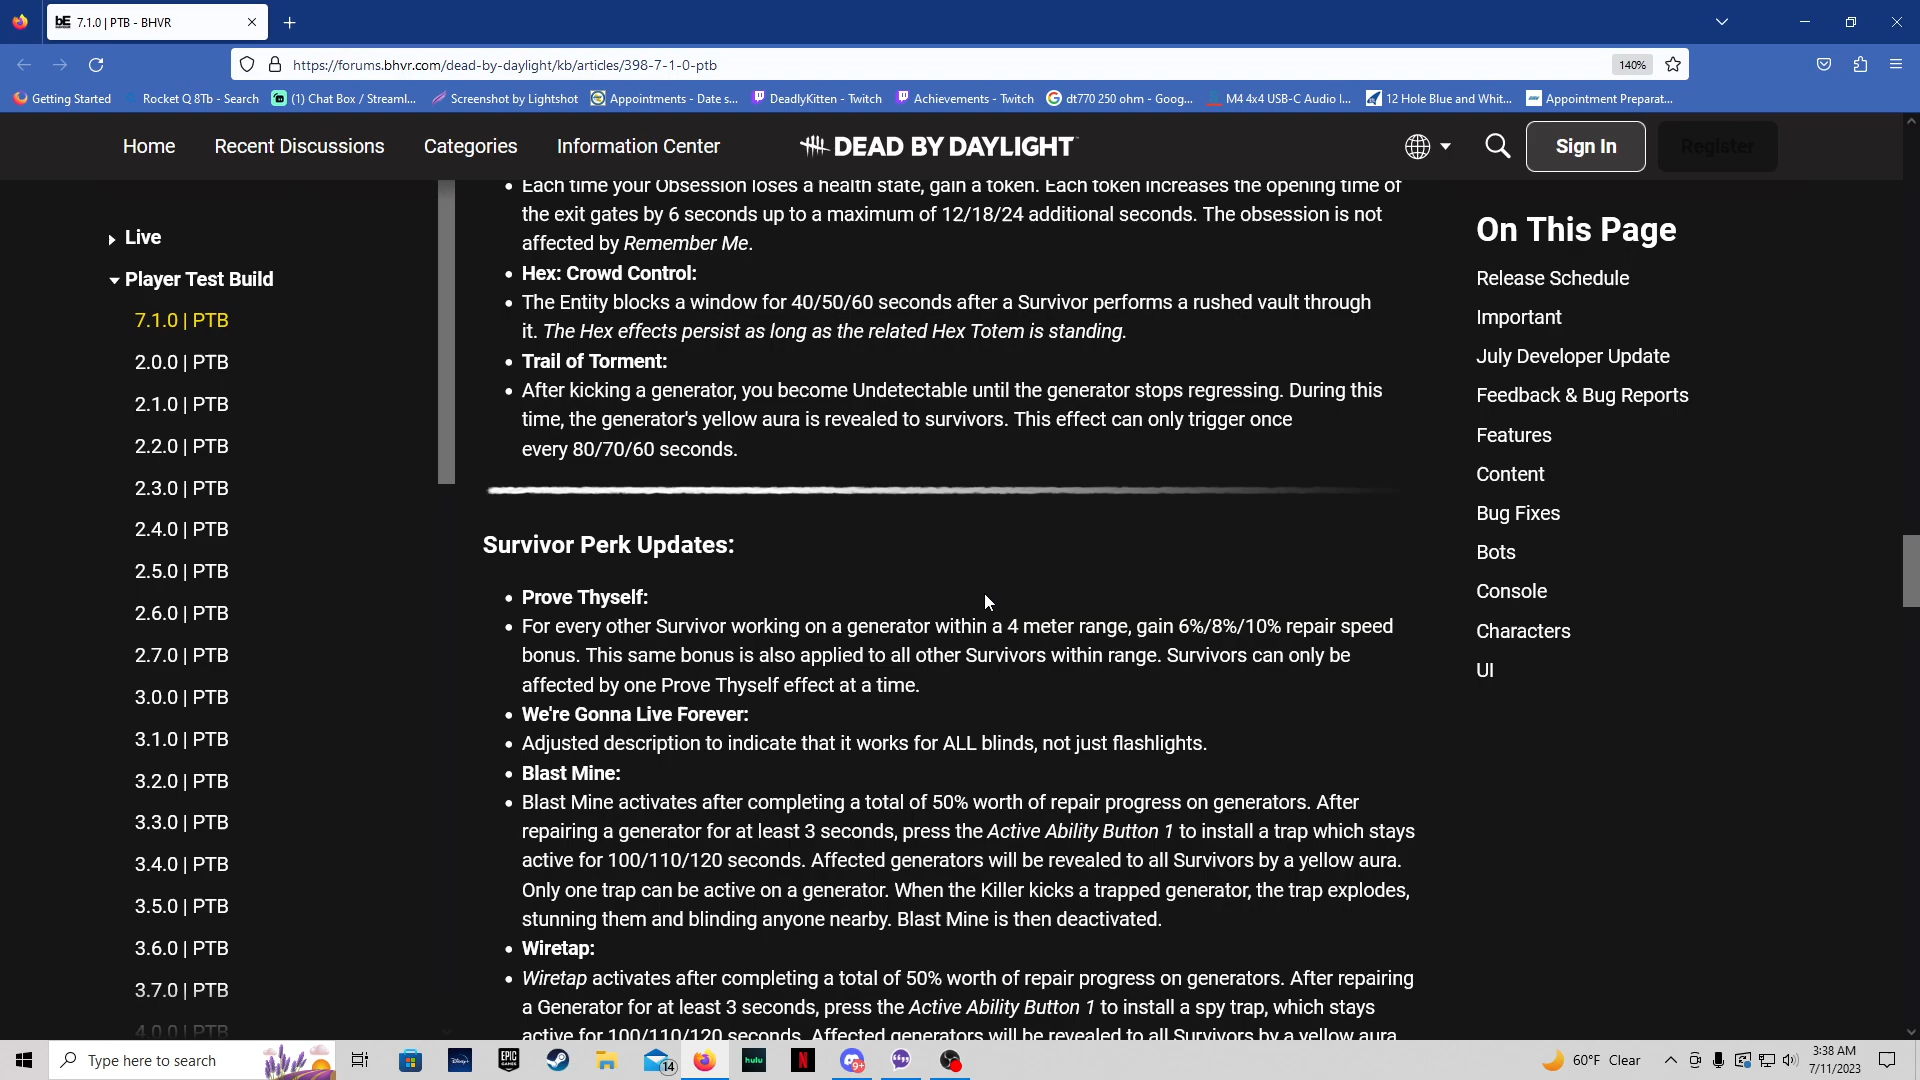 7.1.0 | PTB - BHVR
https://forums.bhvr.com/dead-by-daylight/kb/articles/398-7-1-0-ptb
140%
Getting Started
Rocket Q 8Tb - Search
(1) Chat Box / Streaml...
Screenshot by Lightshot
Appointments - Date s...
DeadlyKitten - Twitch
Achievements - Twitch
dt770 250 ohm - Goog...
M4 4x4 USB-C Audio I...
12 Hole Blue and Whit...
Appointment Preparat...
Home
Recent Discussions
Categories
Information Center
DEAD BY DAYLIGHT
Sign In
Register
Live
Player Test Build
7.1.0 | PTB
2.0.0 | PTB
2.1.0 | PTB
2.2.0 | PTB
2.3.0 | PTB
2.4.0 | PTB
2.5.0 | PTB
2.6.0 | PTB
2.7.0 | PTB
3.0.0 | PTB
3.1.0 | PTB
3.2.0 | PTB
3.3.0 | PTB
3.4.0 | PTB
3.5.0 | PTB
3.6.0 | PTB
3.7.0 | PTB
4.0.0 | PTB
• Each time your Obsession loses a health state, gain a token. Each token increases the opening time of
the exit gates by 6 seconds up to a maximum of 12/18/24 additional seconds. The obsession is not
affected by Remember Me.
• Hex: Crowd Control:
• The Entity blocks a window for 40/50/60 seconds after a Survivor performs a rushed vault through
it. The Hex effects persist as long as the related Hex Totem is standing.
• Trail of Torment:
• After kicking a generator, you become Undetectable until the generator stops regressing. During this
time, the generator's yellow aura is revealed to survivors. This effect can only trigger once
every 80/70/60 seconds.
Survivor Perk Updates:
• Prove Thyself:
• For every other Survivor working on a generator within a 4 meter range, gain 6%/8%/10% repair speed
bonus. This same bonus is also applied to all other Survivors within range. Survivors can only be
affected by one Prove Thyself effect at a time.
• We're Gonna Live Forever:
• Adjusted description to indicate that it works for ALL blinds, not just flashlights.
• Blast Mine:
• Blast Mine activates after completing a total of 50% worth of repair progress on generators. After
repairing a generator for at least 3 seconds, press the Active Ability Button 1 to install a trap which stays
active for 100/110/120 seconds. Affected generators will be revealed to all Survivors by a yellow aura.
Only one trap can be active on a generator. When the Killer kicks a trapped generator, the trap explodes,
stunning them and blinding anyone nearby. Blast Mine is then deactivated.
• Wiretap:
• Wiretap activates after completing a total of 50% worth of repair progress on generators. After repairing
a Generator for at least 3 seconds, press the Active Ability Button 1 to install a spy trap, which stays
active for 100/110/120 seconds. Affected generators will be revealed to all Survivors by a yellow aura.
On This Page
Release Schedule
Important
July Developer Update
Feedback & Bug Reports
Features
Content
Bug Fixes
Bots
Console
Characters
UI
Type here to search
Disney+
EPIC GAMES
14
hulu
N
9+
60°F Clear
3:38 AM
7/11/2023